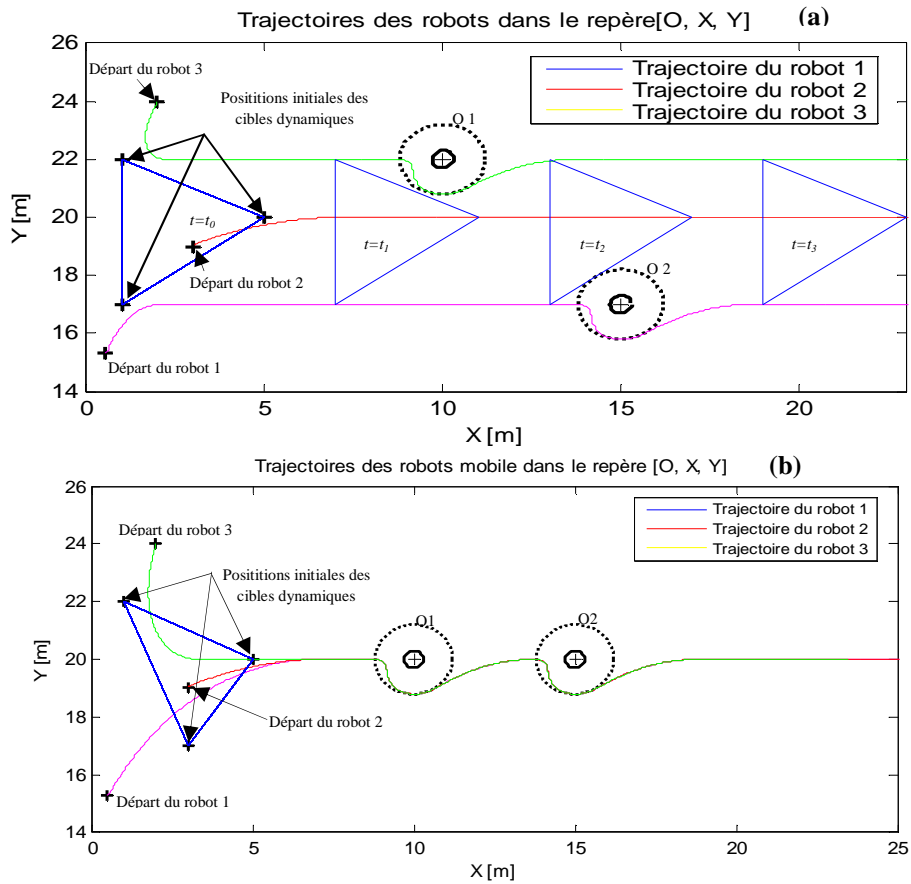 Trajectoires des robots dans le repère[O, X, Y]
(a)
26
24
22
20
18
16
14
Y [m]
Départ du robot 3
Positions initiales des
cibles dynamiques
O 1
Trajectoire du robot 1
Trajectoire du robot 2
Trajectoire du robot 3
t=t0
t=t1
t=t2
t=t3
Départ du robot 2
O 2
Départ du robot 1
0
5
10
15
20
X [m]
Trajectoires des robots mobile dans le repère [O, X, Y]
(b)
26
24
22
20
18
16
14
Y [m]
Départ du robot 3
Posititions initiales des
cibles dynamiques
O1
O2
Trajectoire du robot 1
Trajectoire du robot 2
Trajectoire du robot 3
Départ du robot 2
Départ du robot 1
0
5
10
15
20
25
X [m]